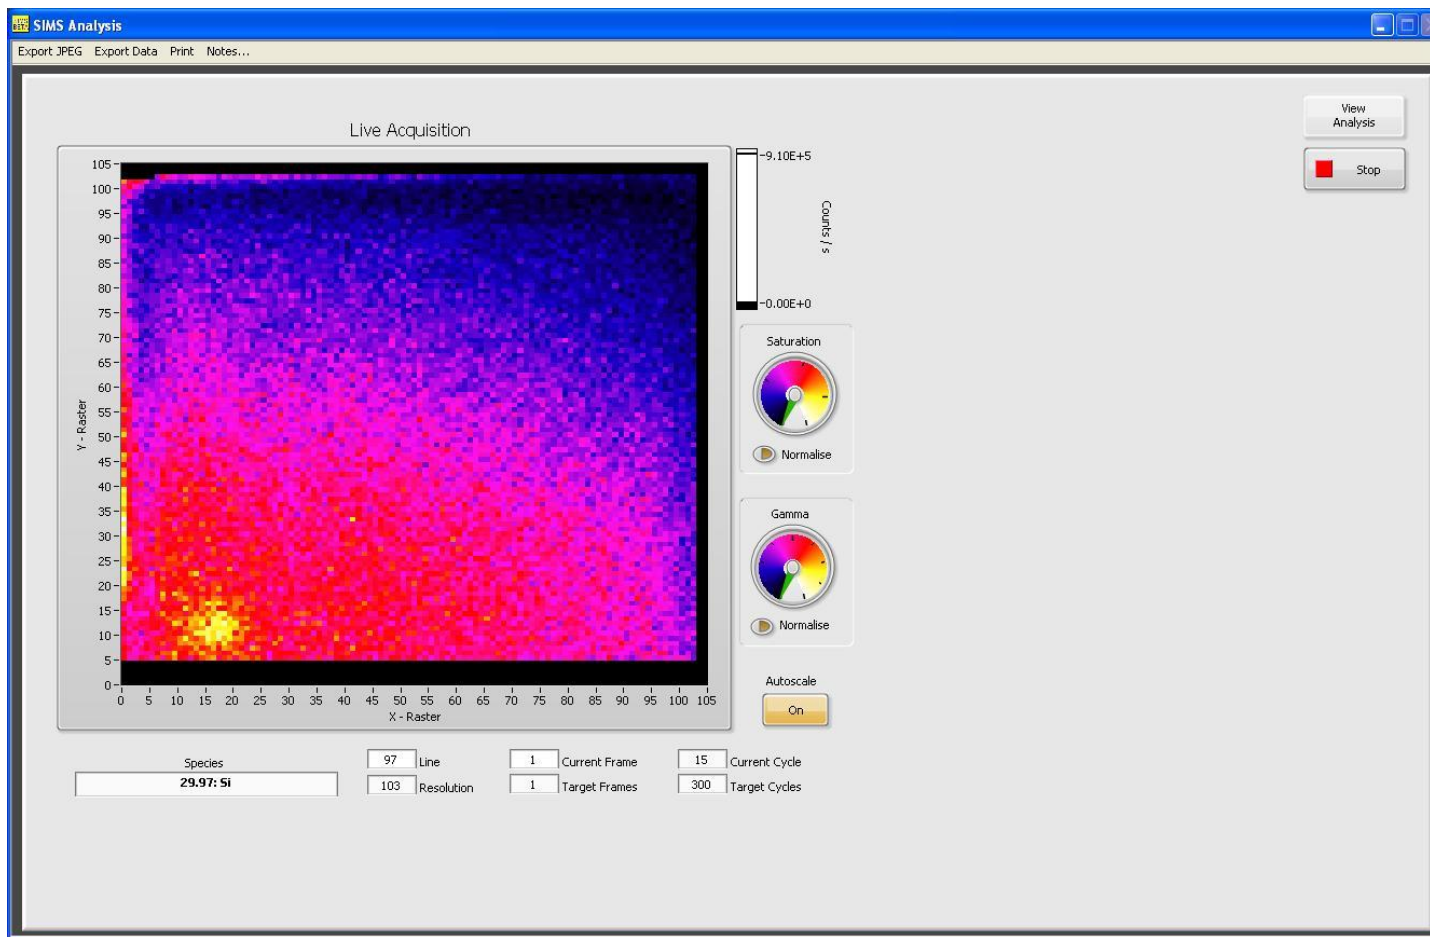 SIMS Analysis
Export JPEG Export Data Print Notes...
View
Analysis
Stop
Live Acquisition
105
100
95
90
85
80
75
70
65
60
55
50
45
40
35
30
25
20
15
10
5
0
Y - Raster
0 5 10 15 20 25 30 35 40 45 50 55 60 65 70 75 80 85 90 95 100 105
X - Raster
9.10E+5
Counts / s
0.00E+0
Saturation
Normalise
Gamma
Normalise
Autoscale
On
Species
29.97: Si
97 Line
1 Current Frame
15 Current Cycle
103 Resolution
1 Target Frames
300 Target Cycles